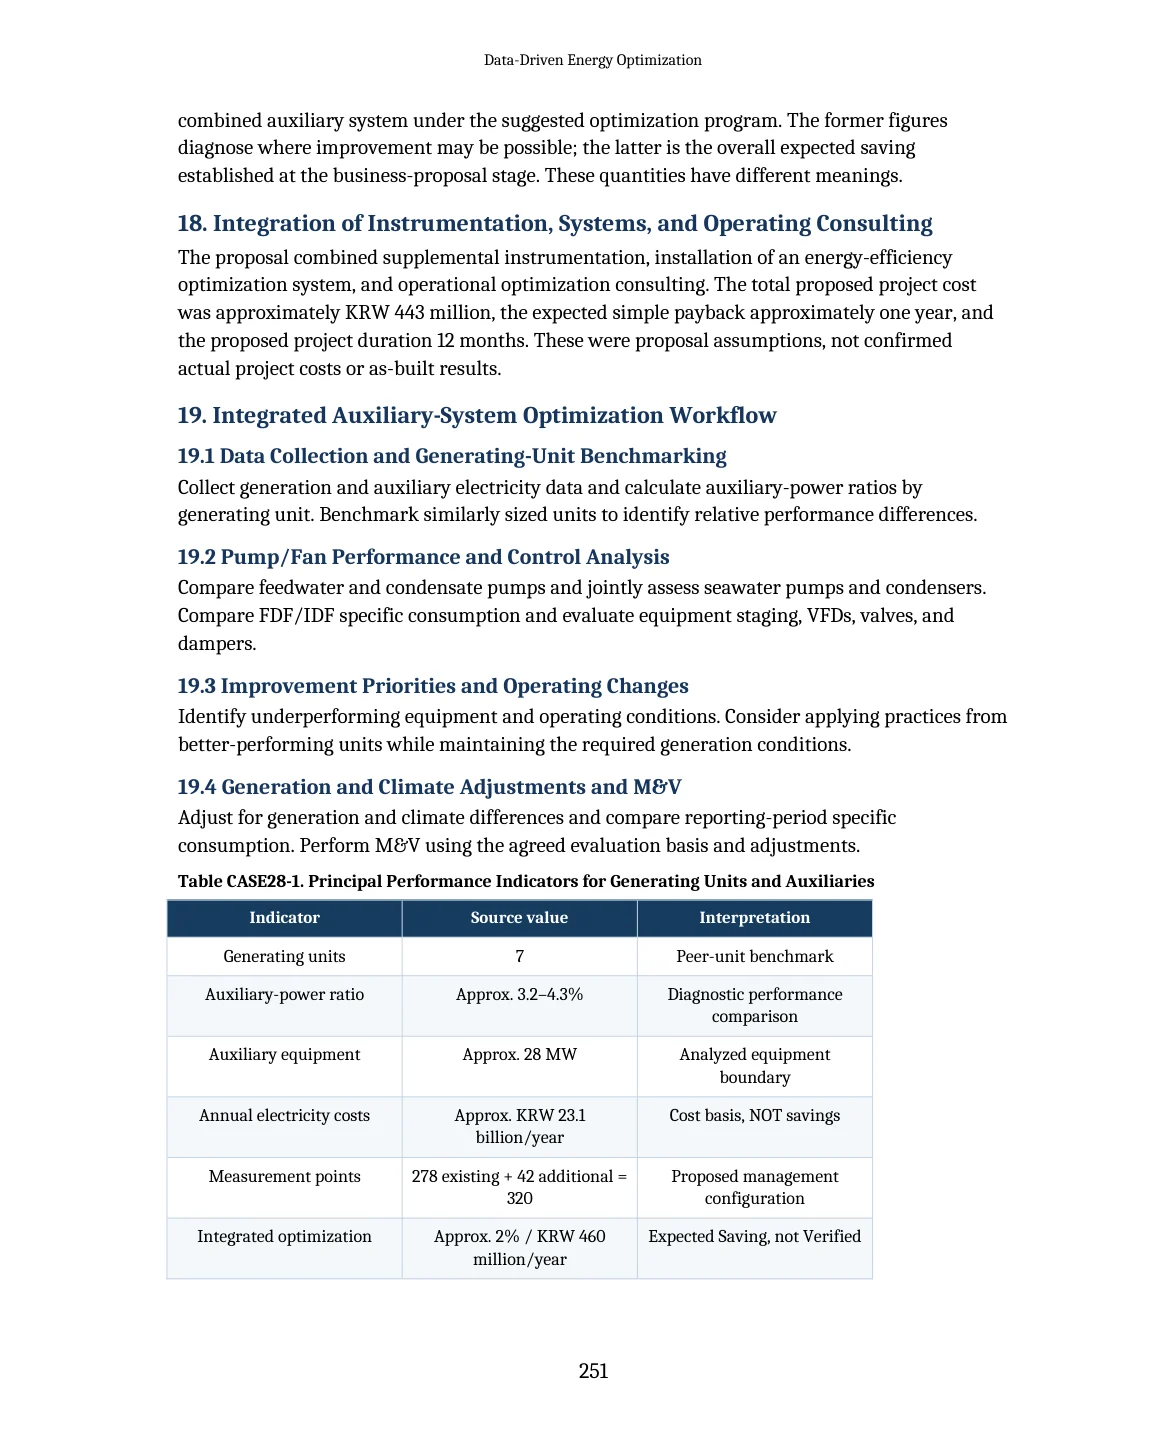 Data-Driven Energy Optimization
combined auxiliary system under the suggested optimization program. The former figures
diagnose where improvement may be possible; the latter is the overall expected saving
established at the business-proposal stage. These quantities have different meanings.
18. Integration of Instrumentation, Systems, and Operating Consulting
The proposal combined supplemental instrumentation, installation of an energy-efficiency
optimization system, and operational optimization consulting. The total proposed project cost
was approximately KRW 443 million, the expected simple payback approximately one year, and
the proposed project duration 12 months. These were proposal assumptions, not confirmed
actual project costs or as-built results.
19. Integrated Auxiliary-System Optimization Workflow
19.1 Data Collection and Generating-Unit Benchmarking
Collect generation and auxiliary electricity data and calculate auxiliary-power ratios by
generating unit. Benchmark similarly sized units to identify relative performance differences.
19.2 Pump/Fan Performance and Control Analysis
Compare feedwater and condensate pumps and jointly assess seawater pumps and condensers.
Compare FDF/IDF specific consumption and evaluate equipment staging, VFDs, valves, and
dampers.
19.3 Improvement Priorities and Operating Changes
Identify underperforming equipment and operating conditions. Consider applying practices from
better-performing units while maintaining the required generation conditions.
19.4 Generation and Climate Adjustments and M&V
Adjust for generation and climate differences and compare reporting-period specific
consumption. Perform M&V using the agreed evaluation basis and adjustments.
Table CASE28-1. Principal Performance Indicators for Generating Units and Auxiliaries
Indicator Source value Interpretation
Generating units 7 Peer-unit benchmark
Auxiliary-power ratio Approx. 3.2–4.3% Diagnostic performance
comparison
Auxiliary equipment Approx. 28 MW Analyzed equipment
boundary
Annual electricity costs Approx. KRW 23.1 Cost basis, NOT savings
billion/year
Measurement points 278 existing + 42 additional = Proposed management
320 configuration
Integrated optimization Approx. 2% / KRW 460 Expected Saving, not Verified
million/year
251